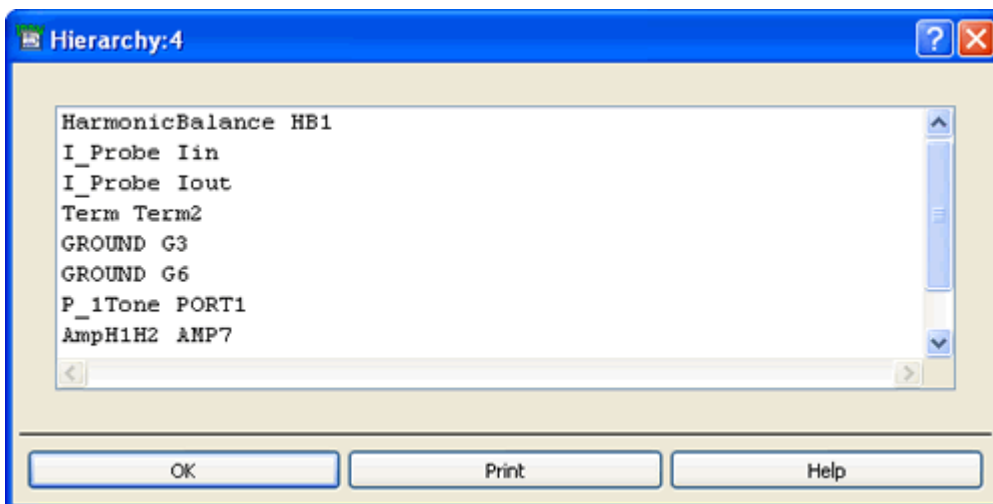 Hierarchy:4
HarmonicBalance HB1
I_Probe Iin
I_Probe Iout
Term Term2
GROUND G3
GROUND G6
P_1Tone PORT1
AmpH1H2 AMP7
OK Print Help